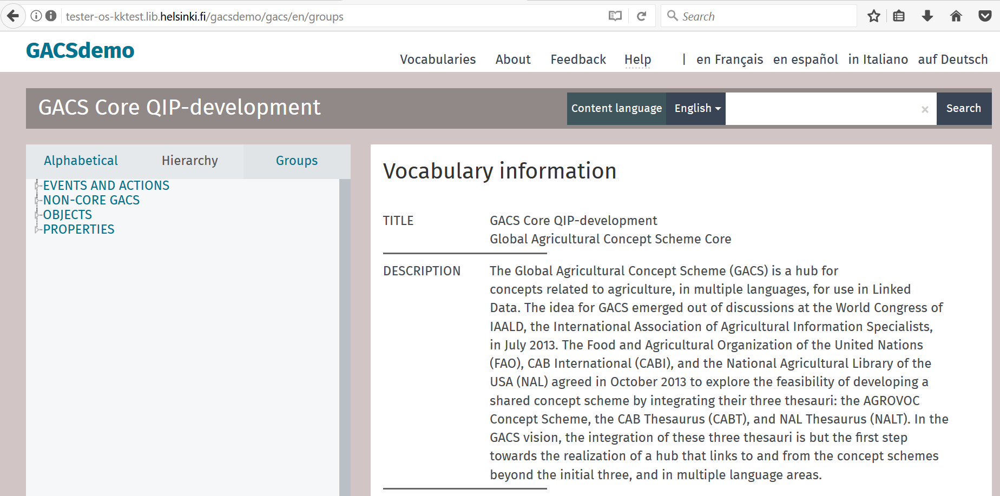 tester-os-kktest.lib.helsinki.fi/gacsdemo/gacs/en/groups
Search
GACSdemo
Vocabularies About Feedback Help | en Français en español in Italiano auf Deutsch
GACS Core QIP-development
Content language English × Search
Alphabetical Hierarchy Groups
EVENTS AND ACTIONS
NON-CORE GACS
OBJECTS
PROPERTIES
Vocabulary information
TITLE GACS Core QIP-development
Global Agricultural Concept Scheme Core
DESCRIPTION The Global Agricultural Concept Scheme (GACS) is a hub for
concepts related to agriculture, in multiple languages, for use in Linked
Data. The idea for GACS emerged out of discussions at the World Congress of
IAALD, the International Association of Agricultural Information Specialists,
in July 2013. The Food and Agricultural Organization of the United Nations
(FAO), CAB International (CABI), and the National Agricultural Library of the
USA (NAL) agreed in October 2013 to explore the feasibility of developing a
shared concept scheme by integrating their three thesauri: the AGROVOC
Concept Scheme, the CAB Thesaurus (CABT), and NAL Thesaurus (NALT). In the
GACS vision, the integration of these three thesauri is but the first step
towards the realization of a hub that links to and from the concept schemes
beyond the initial three, and in multiple language areas.